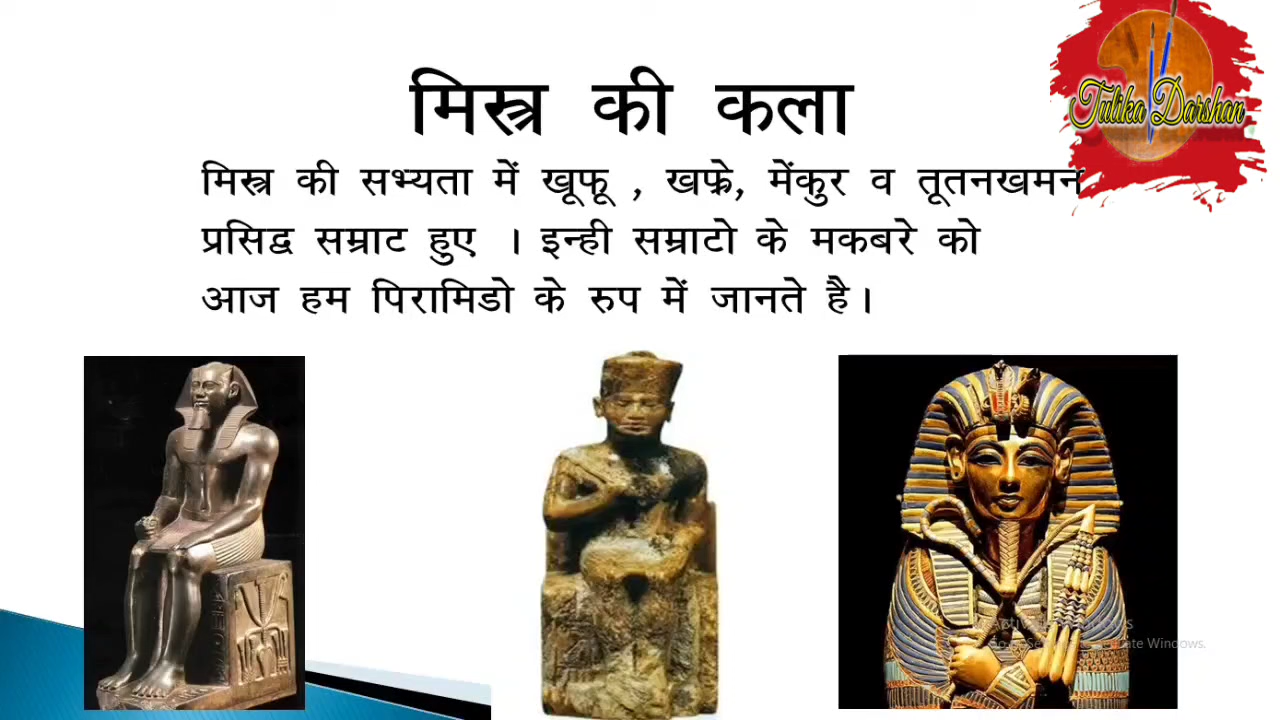 मिस्त्र की कला
Tulika Darshan
मिस्त्र की सभ्यता में खूफू , खफ्रे, मेंकुर व तूतनखमन
प्रसिद्व सम्राट हुए । इन्ही सम्राटो के मकबरे को
आज हम पिरामिडो के रुप में जानते है।